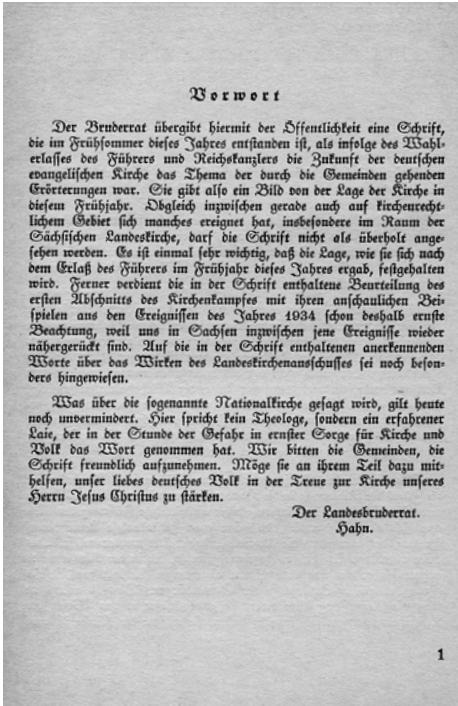 Vorwort
Der Bruderrat übergibt hiermit der Öffentlichkeit eine Schrift,
die im Frühsommer dieses Jahres entstanden ist, als infolge des Wahl-
erlasses des Führers und Reichskanzlers die Zukunft der deutschen
evangelischen Kirche das Thema der durch die Gemeinden gehenden
Erörterungen war. Sie gibt also ein Bild von der Lage der Kirche in
diesem Frühjahr. Obgleich inzwischen gerade auch auf kirchenrecht-
lichem Gebiet sich manches ereignet hat, insbesondere im Raum der
Sächsischen Landeskirche, darf die Schrift nicht als überholt ange-
sehen werden. Es ist einmal sehr wichtig, daß die Lage, wie sie sich nach
dem Erlaß des Führers im Frühjahr dieses Jahres ergab, festgehalten
wird. Ferner verdient die in der Schrift enthaltene Beurteilung des
ersten Abschnitts des Kirchenkampfes mit ihren anschaulichen Bei-
spielen aus den Ereignissen des Jahres 1934 schon deshalb ernste
Beachtung, weil uns in Sachsen inzwischen jene Ereignisse wieder
nähergerückt sind. Auf die in der Schrift enthaltenen anerkennenden
Worte über das Wirken des Landeskirchenausschusses sei noch beson-
ders hingewiesen.
Was über die sogenannte Nationalkirche gesagt wird, gilt heute
noch unvermindert. Hier spricht kein Theologe, sondern ein erfahrener
Laie, der in der Stunde der Gefahr in ernster Sorge für Kirche und
Volk das Wort genommen hat. Wir bitten die Gemeinden, die
Schrift freundlich aufzunehmen. Möge sie an ihrem Teil dazu mit-
helfen, unser liebes deutsches Volk in der Treue zur Kirche unseres
Herrn Jesus Christus zu stärken.
Der Landesbruderrat.
Hahn.
1